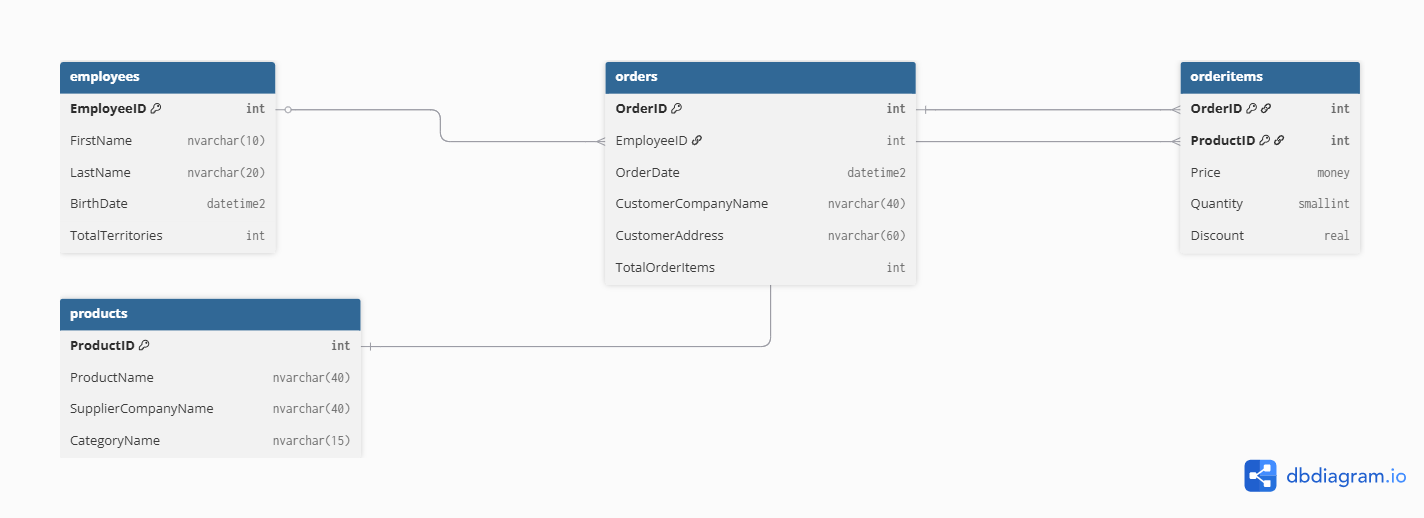 employees
EmployeeID int
FirstName nvarchar(10)
LastName nvarchar(20)
BirthDate datetime2
TotalTerritories int
products
ProductID int
ProductName nvarchar(40)
SupplierCompanyName nvarchar(40)
CategoryName nvarchar(15)
orders
OrderID int
EmployeeID int
OrderDate datetime2
CustomerCompanyName nvarchar(40)
CustomerAddress nvarchar(60)
TotalOrderItems int
orderitems
OrderID int
ProductID int
Price money
Quantity smallint
Discount real
dbdiagram.io